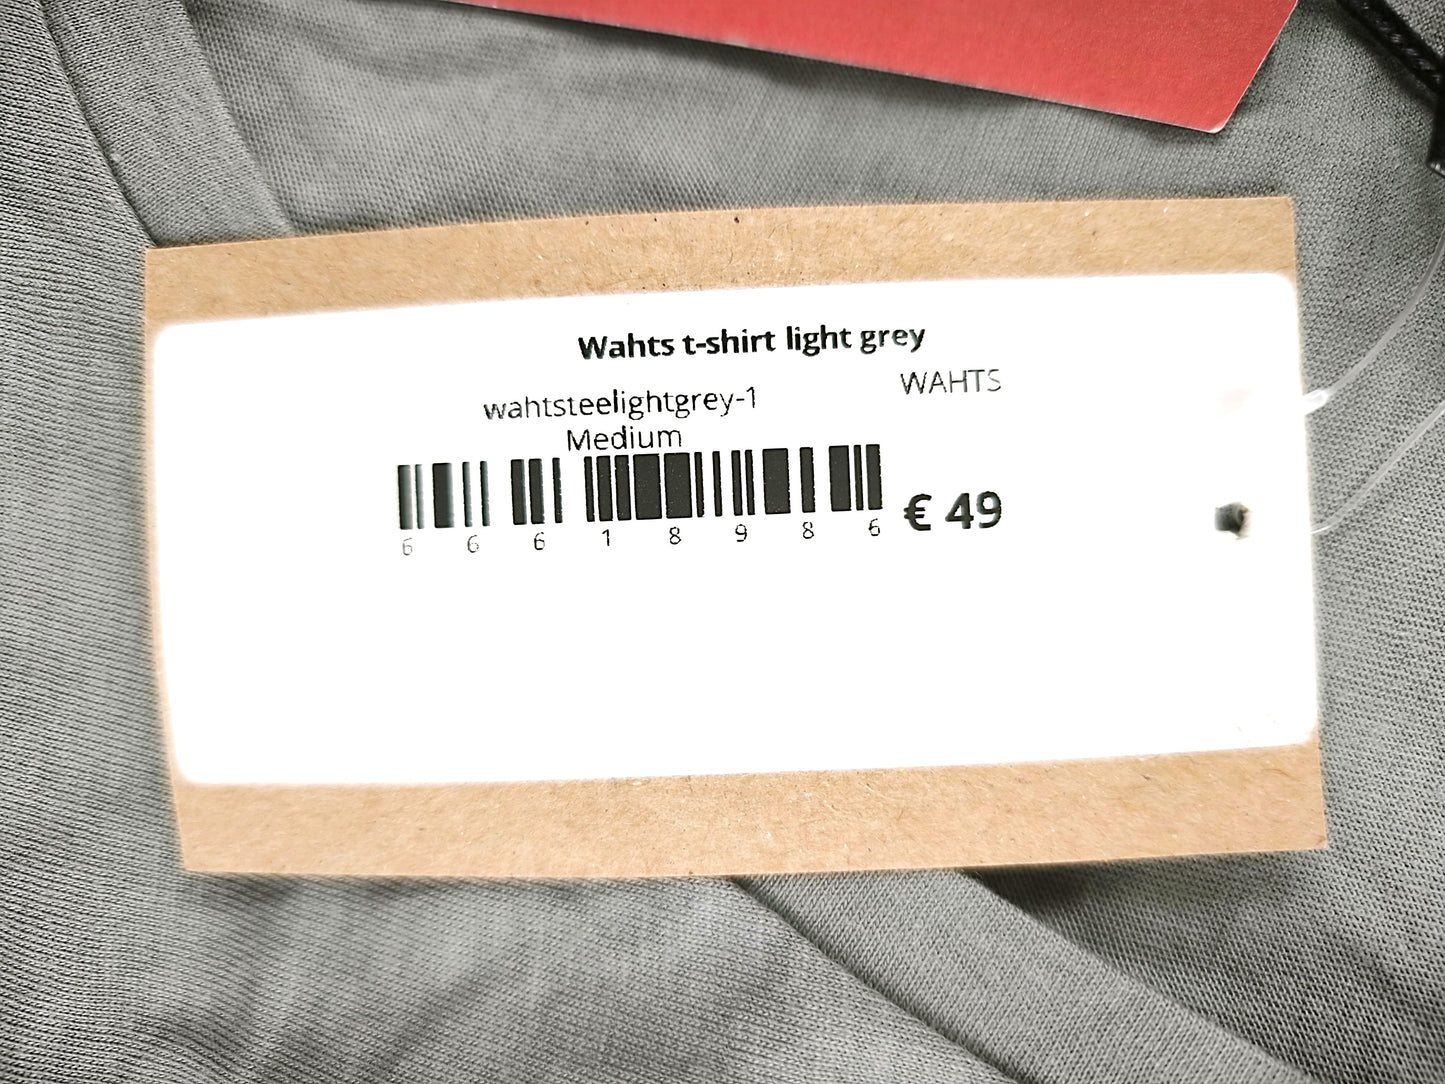 Wahts t-shirt light grey
wahtsteelightgrey-1 WAHTS
Medium
€ 49
6 6 6 1 8 9 8 6